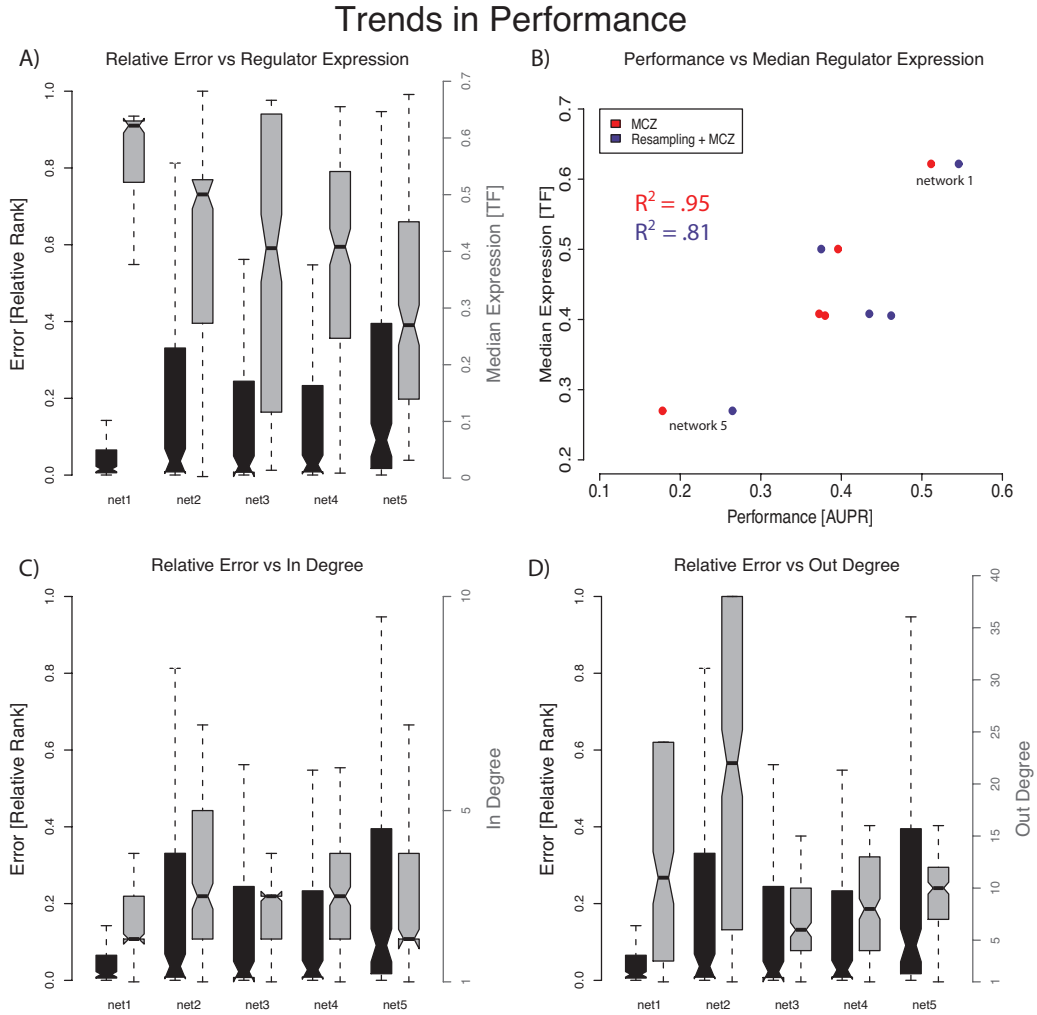 Trends in Performance
A)
Relative Error vs Regulator Expression
Error [Relative Rank]
0.0
0.2
0.4
0.6
0.8
1.0
Median Expression [TF]
0
0.1
0.2
0.3
0.4
0.5
0.6
0.7
net1
net2
net3
net4
net5
B)
Performance vs Median Regulator Expression
Median Expression [TF]
0.2
0.3
0.4
0.5
0.6
0.7
MCZ
Resampling + MCZ
R² = .95
R² = .81
network 1
network 5
0.1
0.2
0.3
0.4
0.5
0.6
Performance [AUPR]
C)
Relative Error vs In Degree
Error [Relative Rank]
0.0
0.2
0.4
0.6
0.8
1.0
In Degree
1
5
10
net1
net2
net3
net4
net5
D)
Relative Error vs Out Degree
Error [Relative Rank]
0.0
0.2
0.4
0.6
0.8
1.0
Out Degree
1
5
10
15
20
25
30
35
40
net1
net2
net3
net4
net5